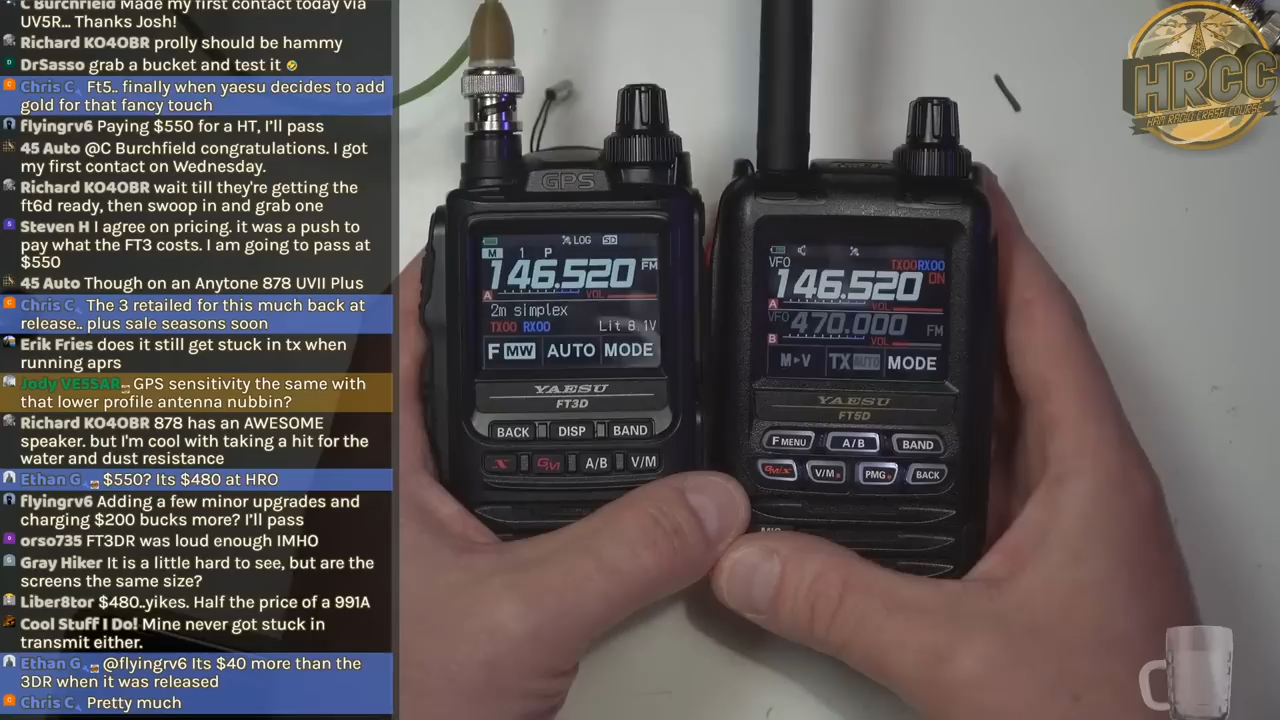 C Burchfield Made my first contact today via
UV5R... Thanks Josh!
Richard KO4OBR prolly should be hammy
DrSasso grab a bucket and test it
Chris C. Ft5.. finally when yaesu decides to add
gold for that fancy touch
flyingrv6 Paying $550 for a HT, I'll pass
45 Auto @C Burchfield congratulations. I got
my first contact on Wednesday.
Richard KO4OBR wait till they're getting the
ft6d ready, then swoop in and grab one
Steven H I agree on pricing. it was a push to
pay what the FT3 costs. I am going to pass at
$550
45 Auto Though on an Anytone 878 UVII Plus
Chris C. The 3 retailed for this much back at
release.. plus sale seasons soon
Erik Fries does it still get stuck in tx when
running aprs
Jody VE5SAR GPS sensitivity the same with
that lower profile antenna nubbin?
Richard KO4OBR 878 has an AWESOME
speaker. but I'm cool with taking a hit for the
water and dust resistance
Ethan G. $550? Its $480 at HRO
flyingrv6 Adding a few minor upgrades and
charging $200 bucks more? I'll pass
orso735 FT3DR was loud enough IMHO
Gray Hiker It is a little hard to see, but are the
screens the same size?
Liber8tor $480..yikes. Half the price of a 991A
Cool Stuff I Do! Mine never got stuck in
transmit either.
Ethan G. @flyingrv6 Its $40 more than the
3DR when it was released
Chris C. Pretty much
GPS
LOG SD
M 1 P
146.520 FM
A VOL
2m simplex
TX00 RX00 Lit 8.1V
F MW AUTO MODE
YAESU
FT3D
BACK DISP BAND
X GM A/B V/M
VFO TX00 RX00
146.520 DN
A VOL
VFO 470.000 FM
B VOL
M►V TX AUTO MODE
YAESU
FT5D
F MENU A/B BAND
GM/X V/M PMG BACK
MIC
HRCC
HAM RADIO CRASH COURSE